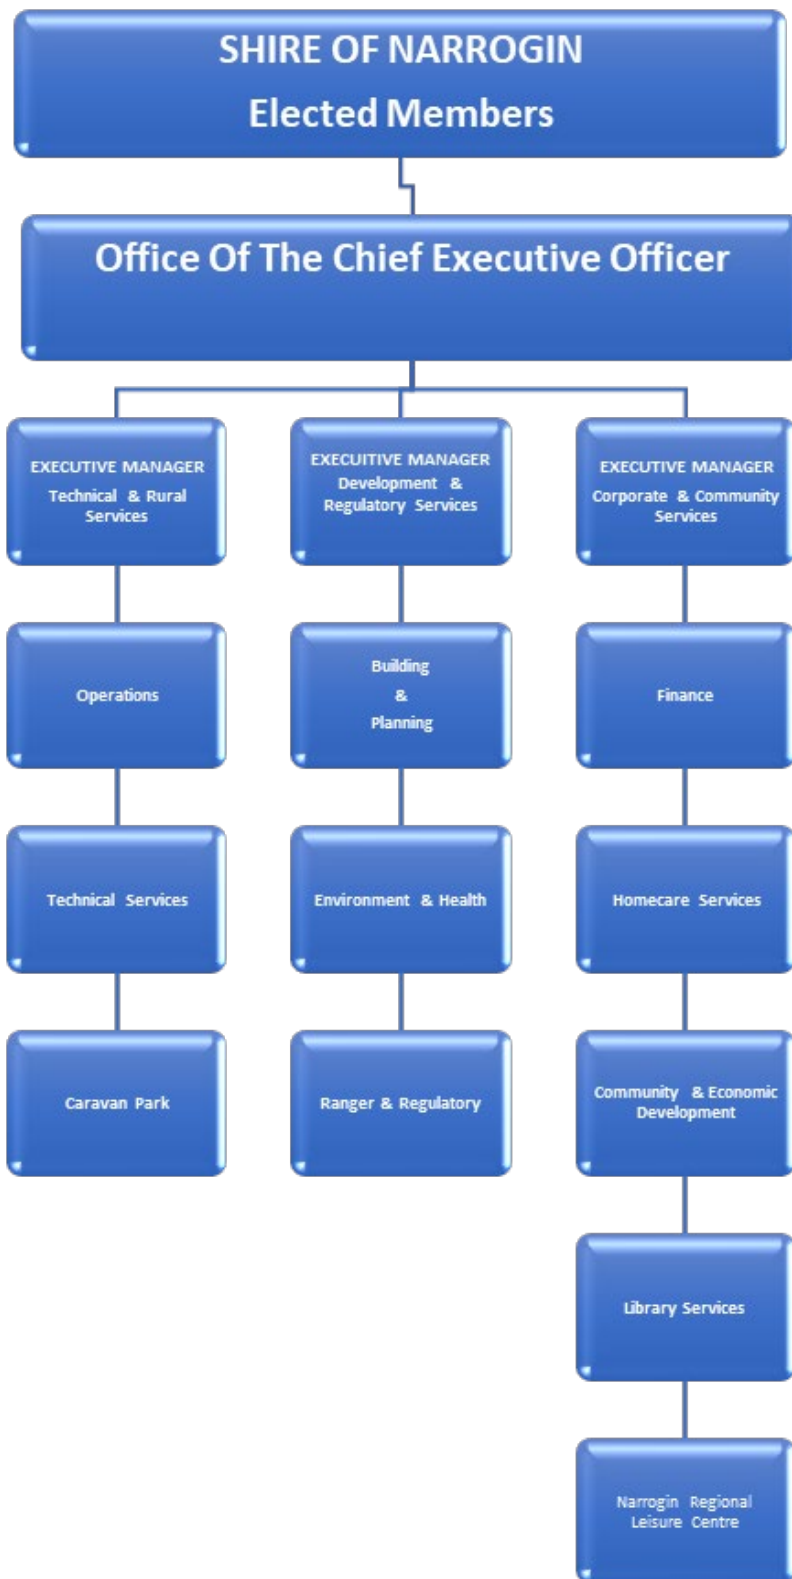 SHIRE OF NARROGIN
Elected Members
Office Of The Chief Executive Officer
EXECUTIVE MANAGER
Technical & Rural
Services
EXECUITIVE MANAGER
Development &
Regulatory Services
EXECUTIVE MANAGER
Corporate & Community
Services
Operations
Building
&
Planning
Finance
Technical Services
Environment & Health
Homecare Services
Caravan Park
Ranger & Regulatory
Community & Economic
Development
Library Services
Narrogin Regional
Leisure Centre